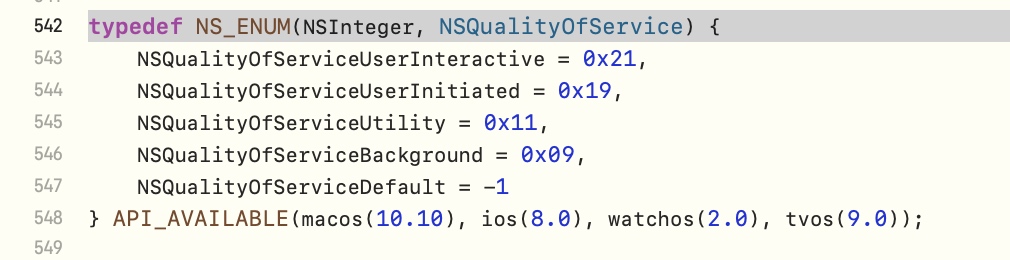 542 typedef NS_ENUM(NSInteger, NSQualityOfService) {
543 NSQualityOfServiceUserInteractive = 0x21,
544 NSQualityOfServiceUserInitiated = 0x19,
545 NSQualityOfServiceUtility = 0x11,
546 NSQualityOfServiceBackground = 0x09,
547 NSQualityOfServiceDefault = -1
548 } API_AVAILABLE(macos(10.10), ios(8.0), watchos(2.0), tvos(9.0));
549